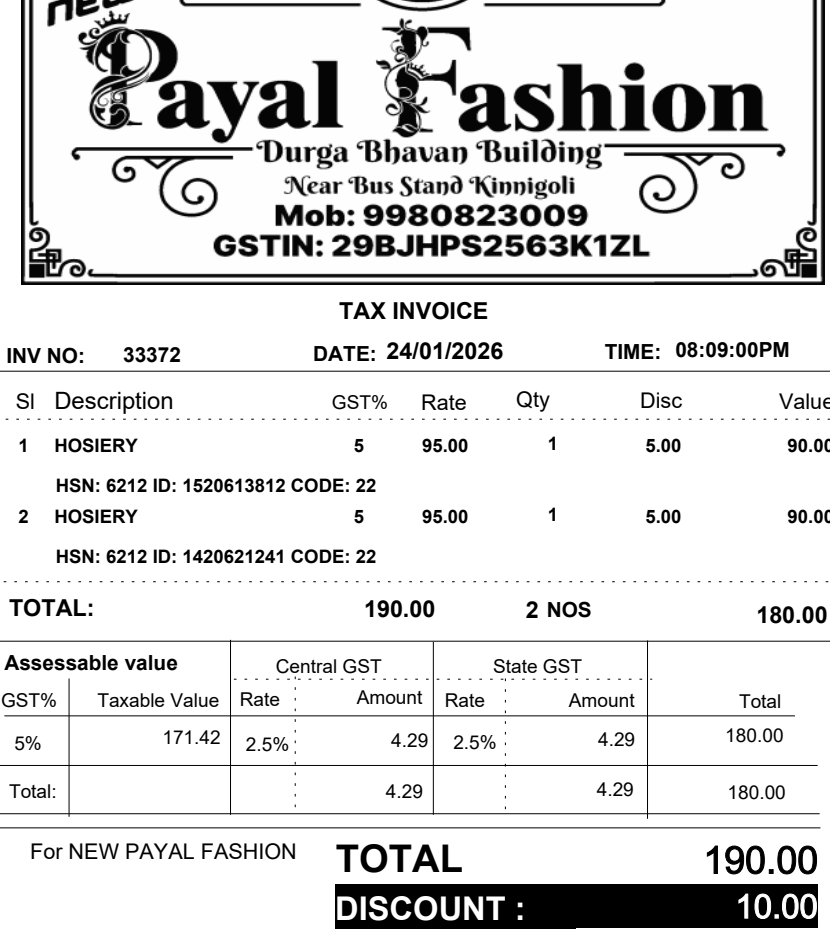 new
Payal Fashion
Durga Bhavan Building
Near Bus Stand Kinnigoli
Mob: 9980823009
GSTIN: 29BJHPS2563K1ZL
TAX INVOICE
INV NO: 33372 DATE: 24/01/2026 TIME: 08:09:00PM
Sl Description GST% Rate Qty Disc Value
1 HOSIERY 5 95.00 1 5.00 90.00
HSN: 6212 ID: 1520613812 CODE: 22
2 HOSIERY 5 95.00 1 5.00 90.00
HSN: 6212 ID: 1420621241 CODE: 22
TOTAL: 190.00 2 NOS 180.00
Assessable value Central GST State GST
GST% Taxable Value Rate Amount Rate Amount Total
5% 171.42 2.5% 4.29 2.5% 4.29 180.00
Total: 4.29 4.29 180.00
For NEW PAYAL FASHION TOTAL 190.00
DISCOUNT : 10.00